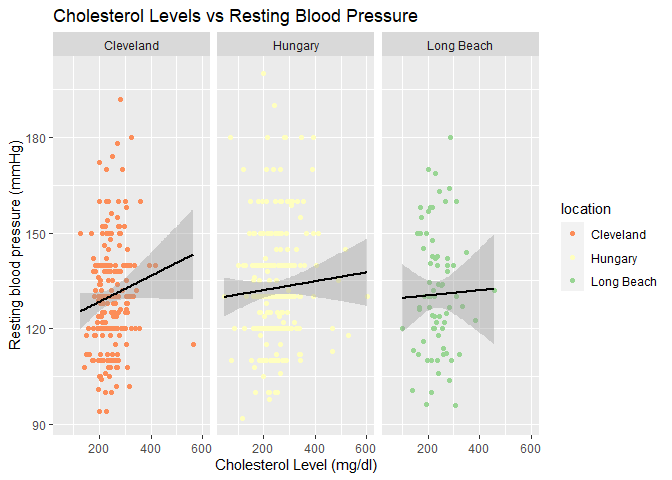 Cholesterol Levels vs Resting Blood Pressure
Cleveland
Hungary
Long Beach
Resting blood pressure (mmHg)
180
150
120
90
200
400
600
200
400
600
200
400
600
Cholesterol Level (mg/dl)
location
Cleveland
Hungary
Long Beach